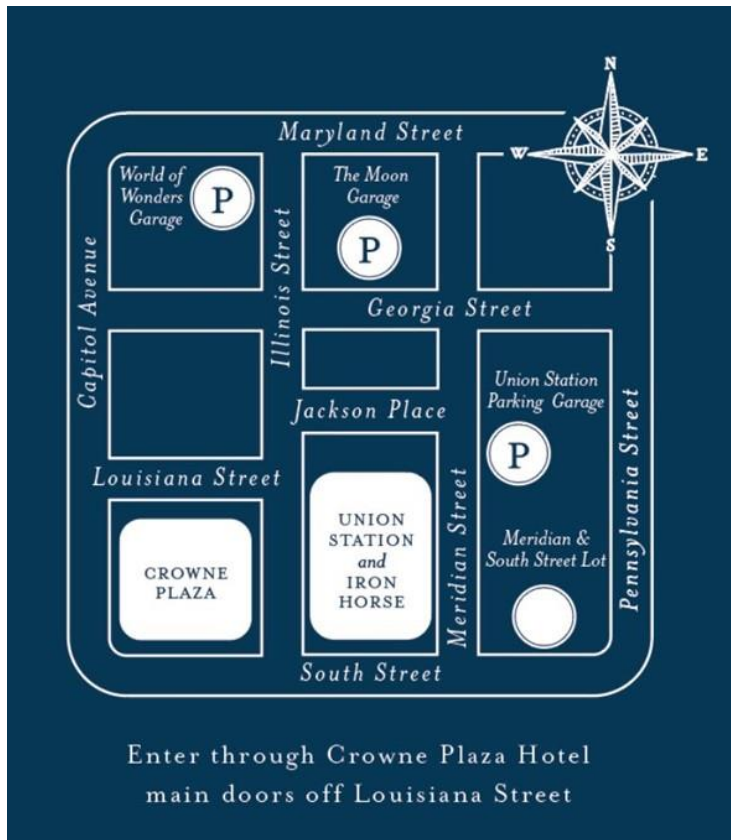 N
W
E
S
Maryland Street
World of
Wonders
Garage
P
The Moon
Garage
P
Capitol Avenue
Illinois Street
Georgia Street
Union Station
Parking Garage
P
Jackson Place
Louisiana Street
Meridian Street
Pennsylvania Street
CROWNE
PLAZA
UNION
STATION
and
IRON
HORSE
Meridian &
South Street Lot
South Street
Enter through Crowne Plaza Hotel
main doors off Louisiana Street